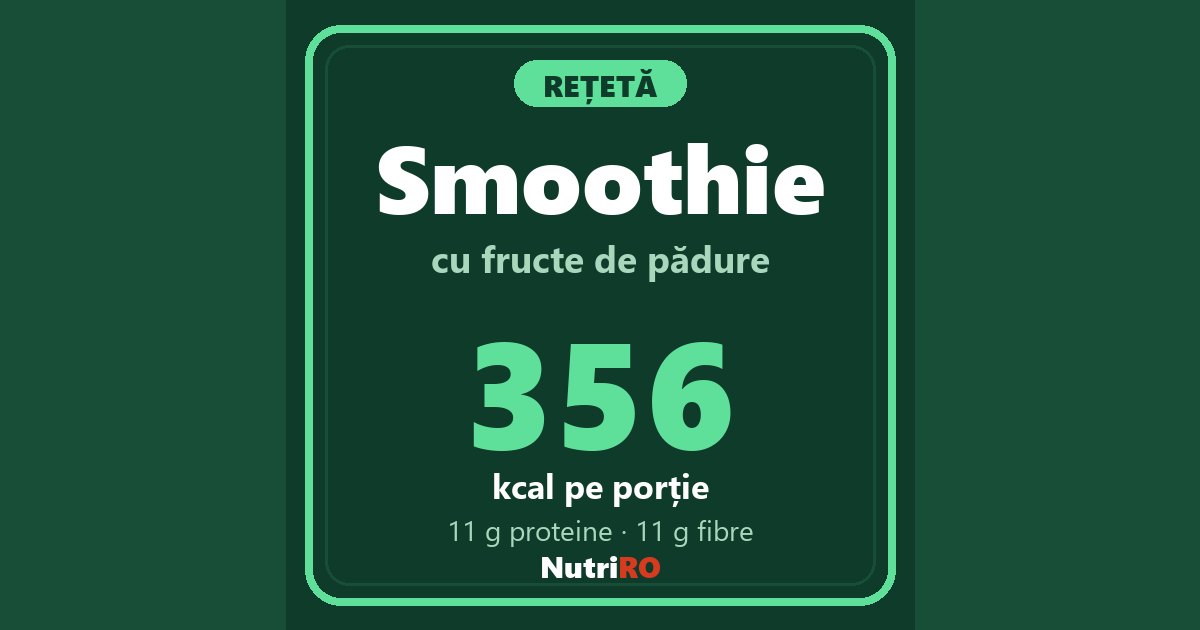 REȚETĂ
Smoothie
cu fructe de pădure
356
kcal pe porție
11 g proteine · 11 g fibre
NutriRO